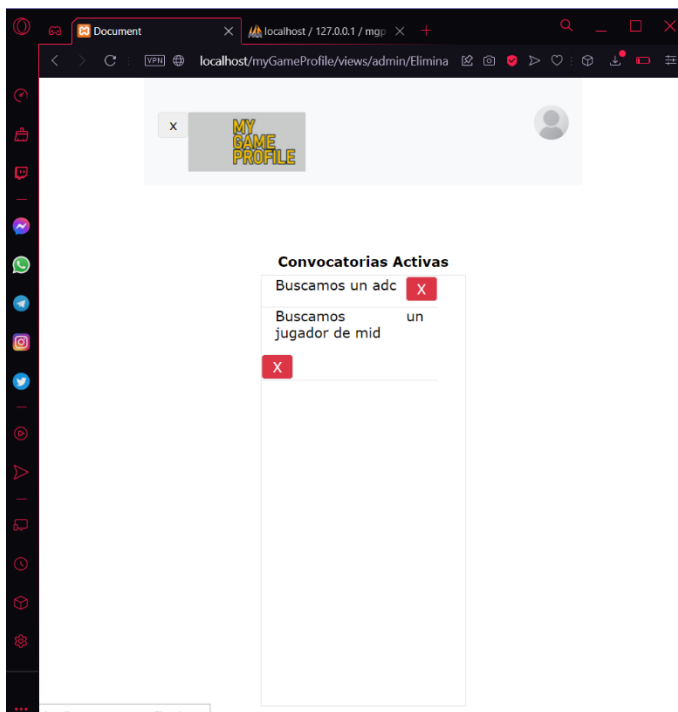 Document
localhost / 127.0.0.1 / mgp
VPN
localhost/myGameProfile/views/admin/Elimina
x
MY
GAME
PROFILE
Convocatorias Activas
Buscamos un adc
X
Buscamos un
jugador de mid
X